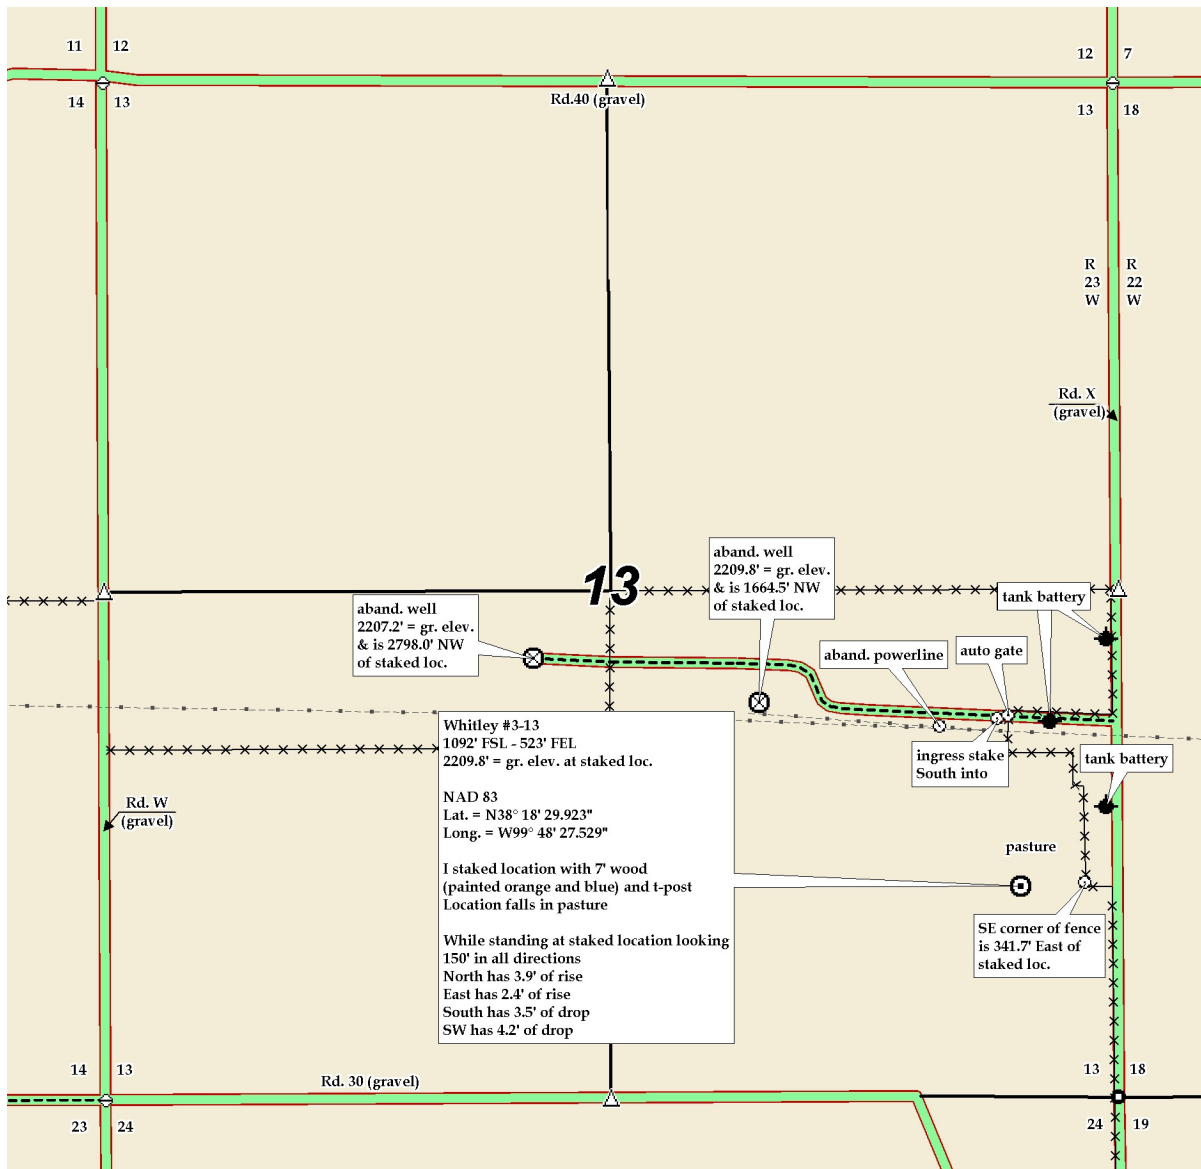 11 12
12 7
14 13
Rd.40 (gravel)
13 18
R R
23 22
W W
Rd. X
(gravel)
13
aband. well
2209.8' = gr. elev.
& is 1664.5' NW
of staked loc.
tank battery
aband. well
2207.2' = gr. elev.
& is 2798.0' NW
of staked loc.
aband. powerline
auto gate
ingress stake
South into
tank battery
Whitley #3-13
1092' FSL - 523' FEL
2209.8' = gr. elev. at staked loc.
NAD 83
Lat. = N38° 18' 29.923"
Long. = W99° 48' 27.529"
I staked location with 7' wood
(painted orange and blue) and t-post
Location falls in pasture
While standing at staked location looking
150' in all directions
North has 3.9' of rise
East has 2.4' of rise
South has 3.5' of drop
SW has 4.2' of drop
Rd. W
(gravel)
pasture
SE corner of fence
is 341.7' East of
staked loc.
14 13
Rd. 30 (gravel)
13 18
23 24
24 19